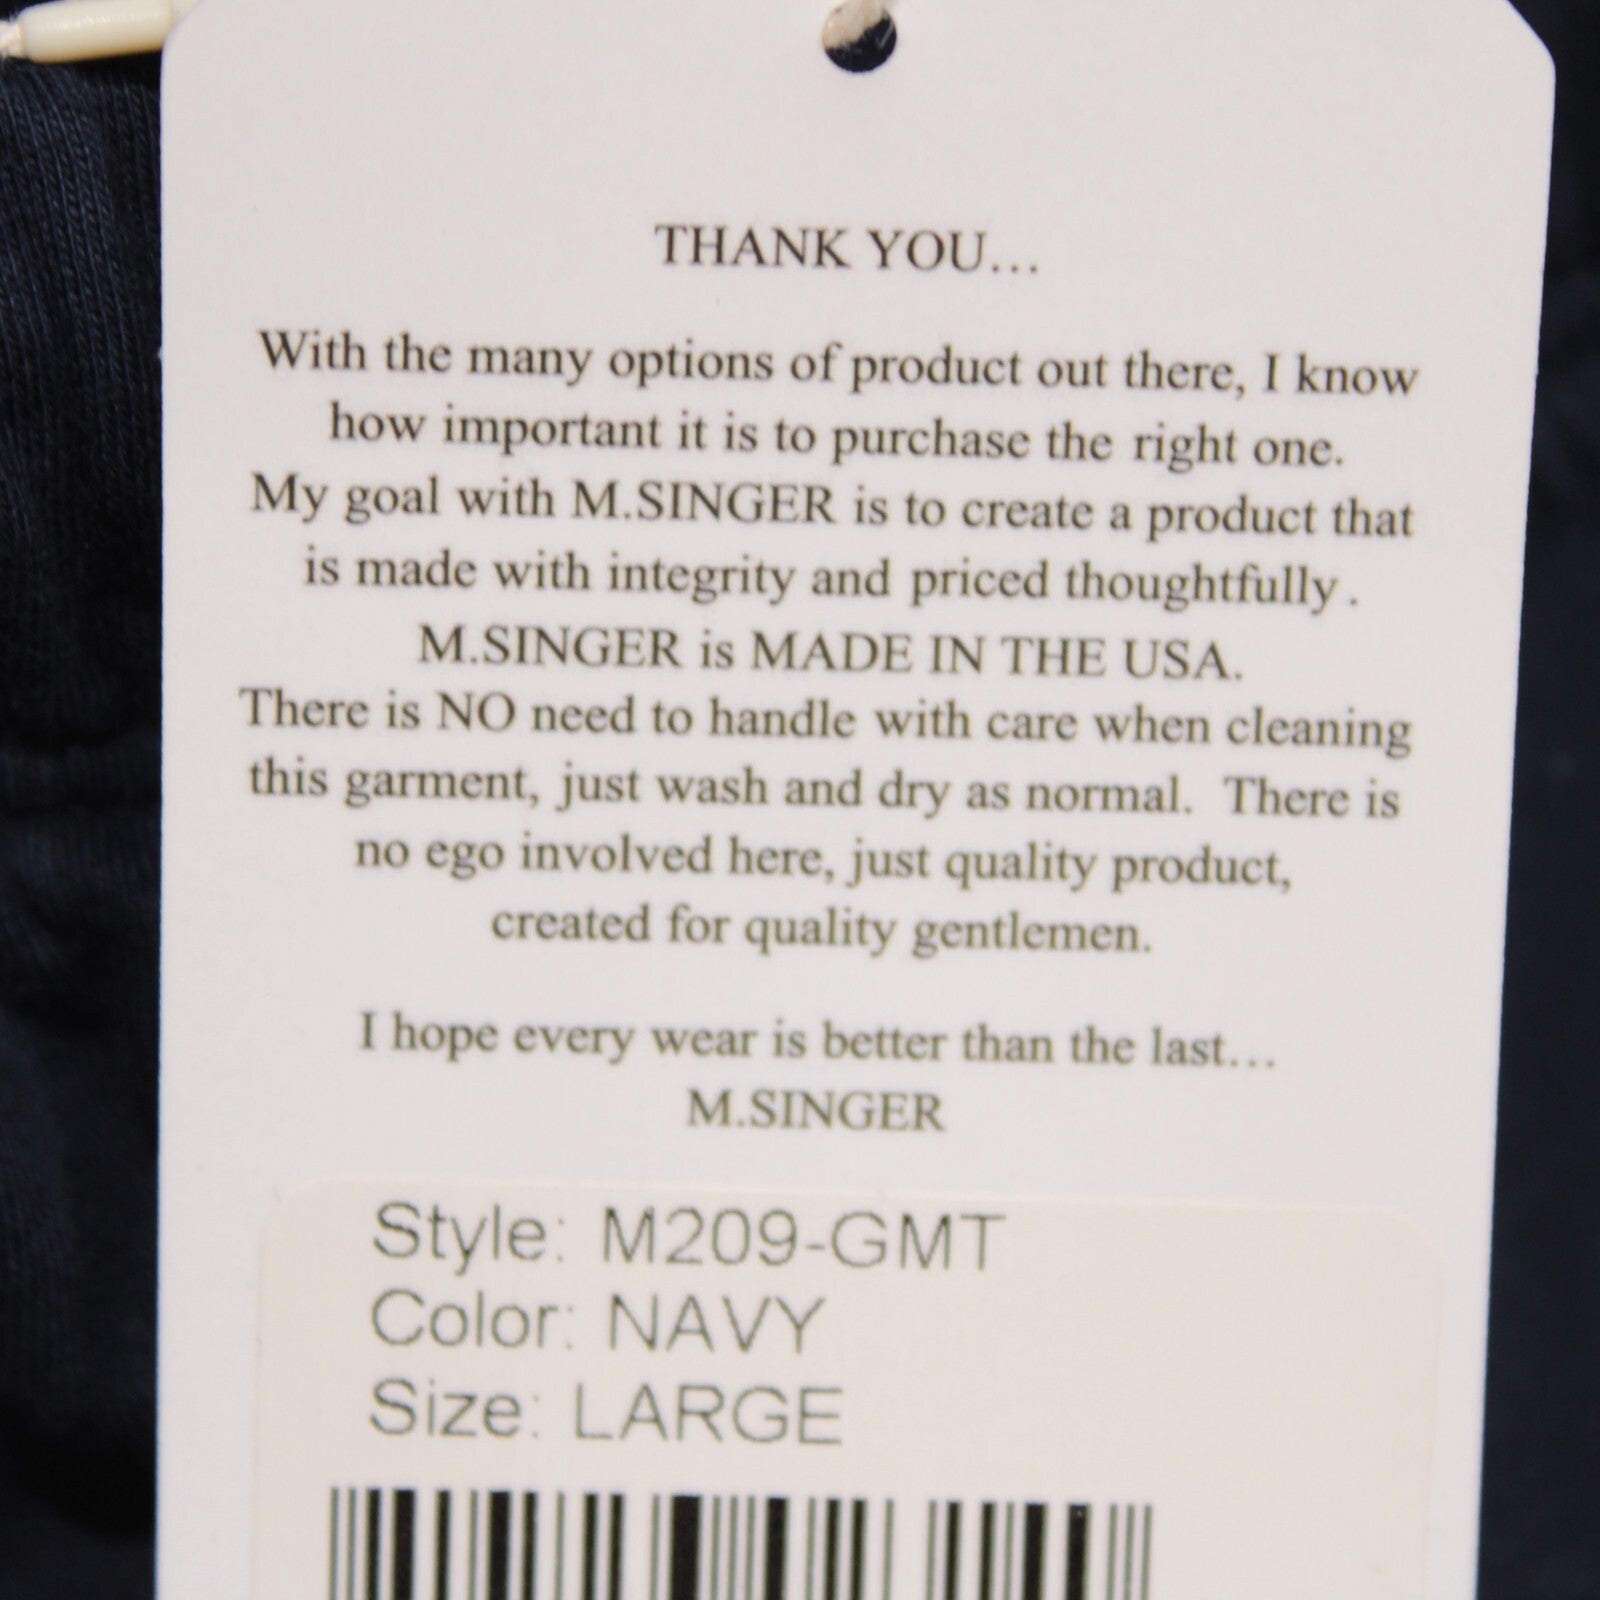 THANK YOU...
With the many options of product out there, I know
how important it is to purchase the right one.
My goal with M.SINGER is to create a product that
is made with integrity and priced thoughtfully .
M.SINGER is MADE IN THE USA.
There is NO need to handle with care when cleaning
this garment, just wash and dry as normal. There is
no ego involved here, just quality product,
created for quality gentlemen.
I hope every wear is better than the last...
M.SINGER
Style: M209-GMT
Color: NAVY
Size: LARGE